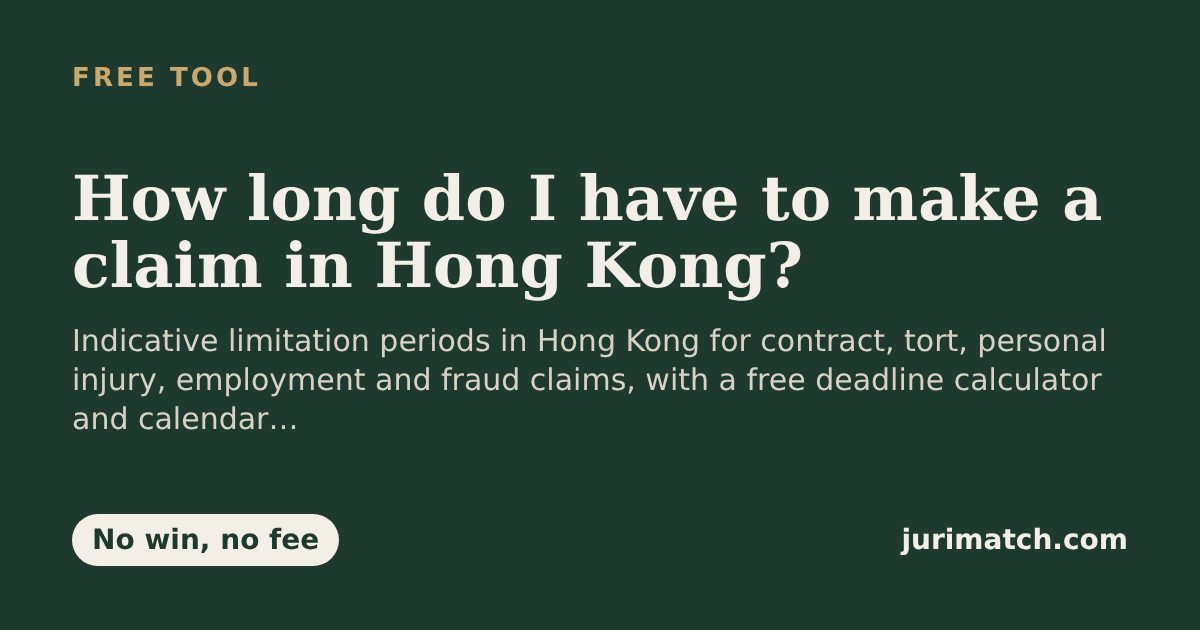 FREE TOOL
How long do I have to make a
claim in Hong Kong?
Indicative limitation periods in Hong Kong for contract, tort, personal
injury, employment and fraud claims, with a free deadline calculator
and calendar…
No win, no fee
jurimatch.com